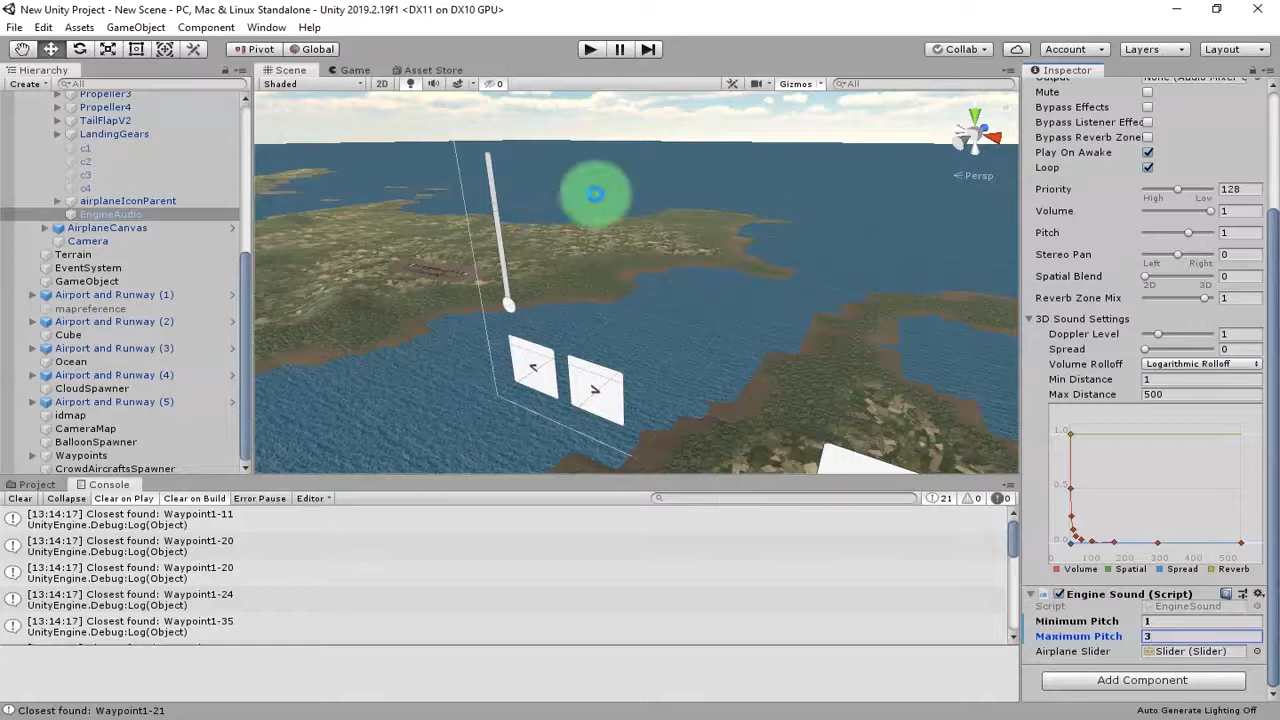 New Unity Project - New Scene - PC, Mac & Linux Standalone - Unity 2019.2.19f1 <DX11 on DX10 GPU>
File Edit Assets GameObject Component Window Help
Pivot Global Collab Account Layers Layout
Hierarchy Scene Game Asset Store Inspector
Create All Shaded 2D 0 Gizmos All
Propeller3
Propeller4
TailFlapV2
LandingGears
c1
c2
c3
c4
airplaneIconParent
EngineAudio
AirplaneCanvas
Camera
Terrain
EventSystem
GameObject
Airport and Runway (1)
mapreference
Airport and Runway (2)
Cube
Airport and Runway (3)
Ocean
Airport and Runway (4)
CloudSpawner
Airport and Runway (5)
idmap
CameraMap
BalloonSpawner
Waypoints
CrowdAircraftsSpawner
Persp
<
>
Mute
Bypass Effects
Bypass Listener Effec
Bypass Reverb Zone
Play On Awake
Loop
Priority 128
High Low
Volume 1
Pitch 1
Stereo Pan 0
Left Right
Spatial Blend 0
2D 3D
Reverb Zone Mix 1
3D Sound Settings
Doppler Level 1
Spread 0
Volume Rolloff Logarithmic Rolloff
Min Distance 1
Max Distance 500
1.0
0.5
0.0
0 100 200 300 400 500
Volume Spatial Spread Reverb
Engine Sound (Script)
Script EngineSound
Minimum Pitch 1
Maximum Pitch 3
Airplane Slider Slider (Slider)
Add Component
Project Console
Clear Collapse Clear on Play Clear on Build Error Pause Editor 21 0 0
[13:14:17] Closest found: Waypoint1-11
UnityEngine.Debug:Log(Object)
[13:14:17] Closest found: Waypoint1-20
UnityEngine.Debug:Log(Object)
[13:14:17] Closest found: Waypoint1-20
UnityEngine.Debug:Log(Object)
[13:14:17] Closest found: Waypoint1-24
UnityEngine.Debug:Log(Object)
[13:14:17] Closest found: Waypoint1-35
UnityEngine.Debug:Log(Object)
Closest found: Waypoint1-21
Auto Generate Lighting Off